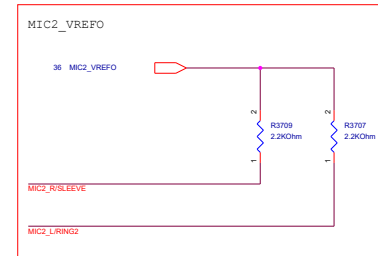 MIC2_VREFO
36 MIC2_VREFO
2 2
R3709 R3707
2.2KOhm 2.2KOhm
1 1
MIC2_R/SLEEVE
MIC2_L/RING2